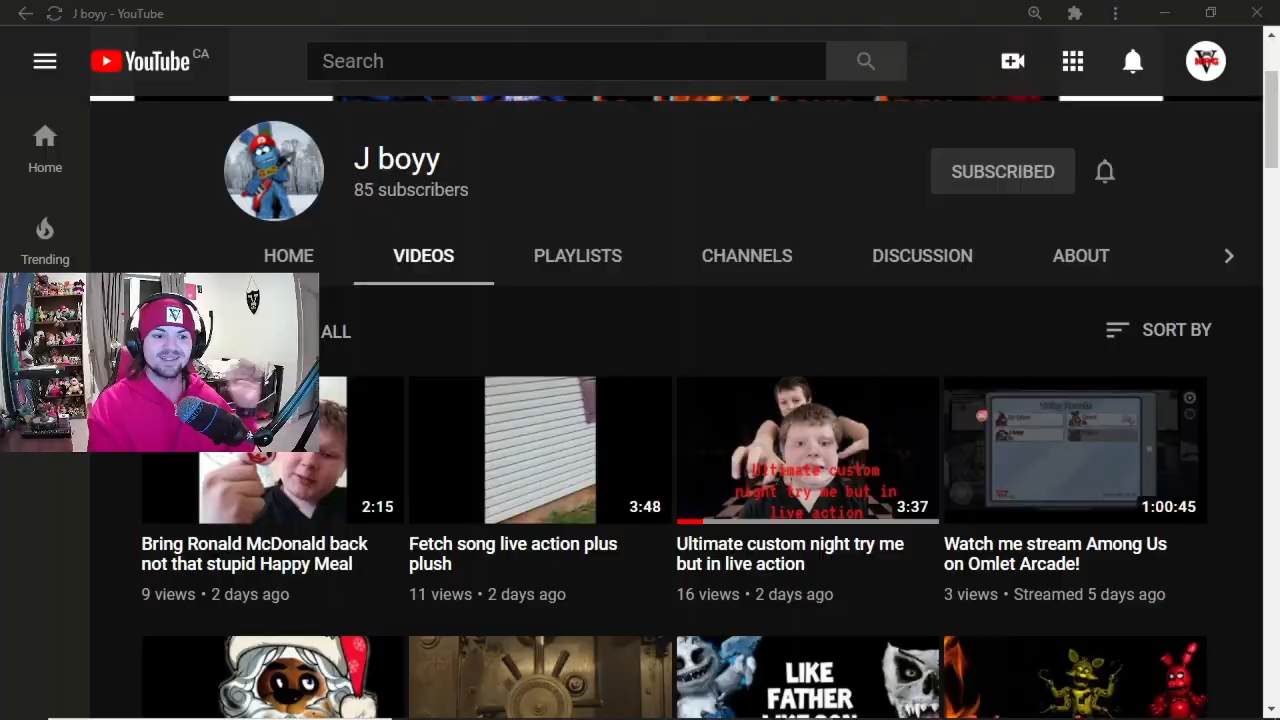 J boyy - YouTube
YouTube CA
Search
J boyy
85 subscribers
SUBSCRIBED
Home
Trending
HOME
VIDEOS
PLAYLISTS
CHANNELS
DISCUSSION
ABOUT
ALL
SORT BY
Ultimate custom
night try me but in
live action
2:15
3:48
3:37
1:00:45
Bring Ronald McDonald back
not that stupid Happy Meal
Fetch song live action plus
plush
Ultimate custom night try me
but in live action
Watch me stream Among Us
on Omlet Arcade!
9 views • 2 days ago
11 views • 2 days ago
16 views • 2 days ago
3 views • Streamed 5 days ago
LIKE
FATHER